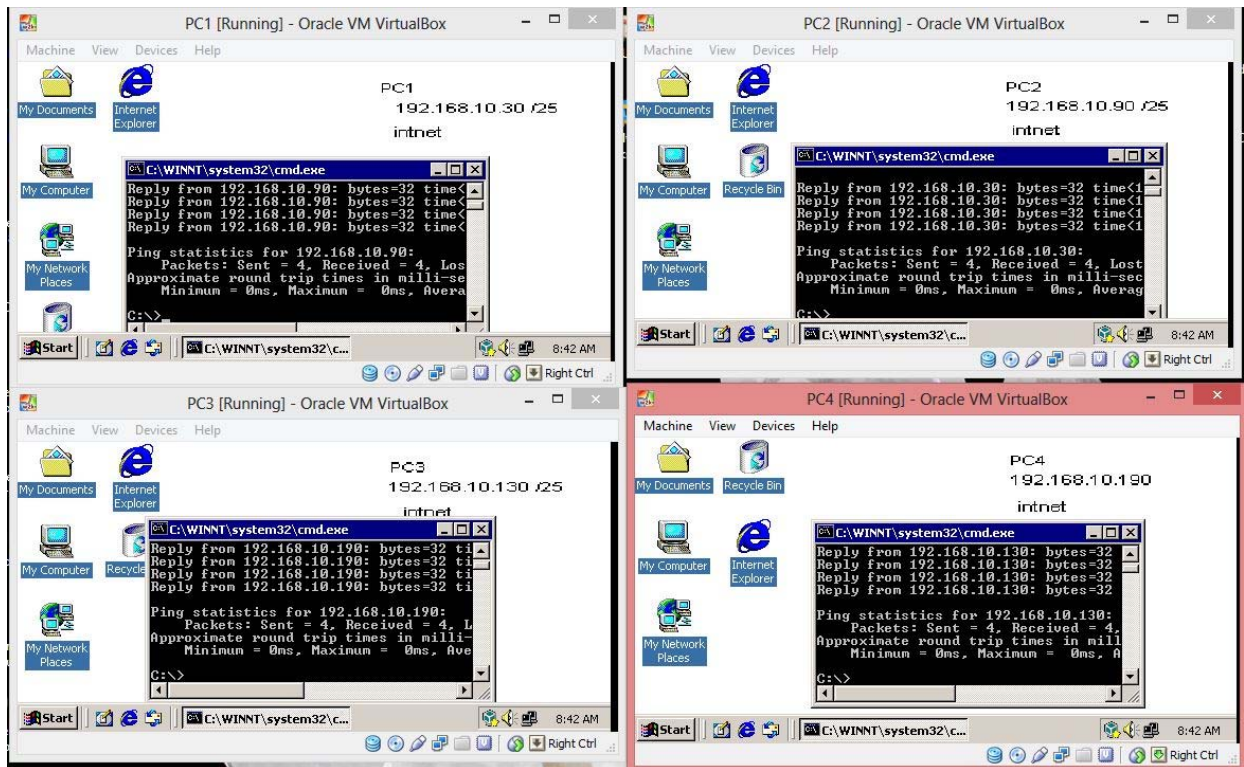 PC1 [Running] - Oracle VM VirtualBox
Machine View Devices Help
My Documents
Internet
Explorer
PC1
192.168.10.30 /25
intnet
My Computer
C:\WINNT\system32\cmd.exe
Reply from 192.168.10.90: bytes=32 time<
Reply from 192.168.10.90: bytes=32 time<
Reply from 192.168.10.90: bytes=32 time<
Reply from 192.168.10.90: bytes=32 time<
Ping statistics for 192.168.10.90:
Packets: Sent = 4, Received = 4, Los
Approximate round trip times in milli-se
Minimum = 0ms, Maximum = 0ms, Avera
C:\>
My Network
Places
Start
C:\WINNT\system32\c...
8:42 AM
Right Ctrl
PC2 [Running] - Oracle VM VirtualBox
Machine View Devices Help
My Documents
Internet
Explorer
PC2
192.168.10.90 /25
intnet
My Computer
Recycle Bin
C:\WINNT\system32\cmd.exe
Reply from 192.168.10.30: bytes=32 time<1
Reply from 192.168.10.30: bytes=32 time<1
Reply from 192.168.10.30: bytes=32 time<1
Reply from 192.168.10.30: bytes=32 time<1
Ping statistics for 192.168.10.30:
Packets: Sent = 4, Received = 4, Lost
Approximate round trip times in milli-sec
Minimum = 0ms, Maximum = 0ms, Averag
C:\>
My Network
Places
Start
C:\WINNT\system32\c...
8:42 AM
Right Ctrl
PC3 [Running] - Oracle VM VirtualBox
Machine View Devices Help
My Documents
Internet
Explorer
PC3
192.168.10.130 /25
intnet
My Computer
Recycle
C:\WINNT\system32\cmd.exe
Reply from 192.168.10.190: bytes=32 ti
Reply from 192.168.10.190: bytes=32 ti
Reply from 192.168.10.190: bytes=32 ti
Reply from 192.168.10.190: bytes=32 ti
Ping statistics for 192.168.10.190:
Packets: Sent = 4, Received = 4, L
Approximate round trip times in milli-
Minimum = 0ms, Maximum = 0ms, Ave
C:\>
My Network
Places
Start
C:\WINNT\system32\c...
8:42 AM
Right Ctrl
PC4 [Running] - Oracle VM VirtualBox
Machine View Devices Help
My Documents
Recycle Bin
PC4
192.168.10.190
intnet
My Computer
Internet
Explorer
C:\WINNT\system32\cmd.exe
Reply from 192.168.10.130: bytes=32
Reply from 192.168.10.130: bytes=32
Reply from 192.168.10.130: bytes=32
Reply from 192.168.10.130: bytes=32
Ping statistics for 192.168.10.130:
Packets: Sent = 4, Received = 4,
Approximate round trip times in mill
Minimum = 0ms, Maximum = 0ms, A
C:\>
My Network
Places
Start
C:\WINNT\system32\c...
8:42 AM
Right Ctrl